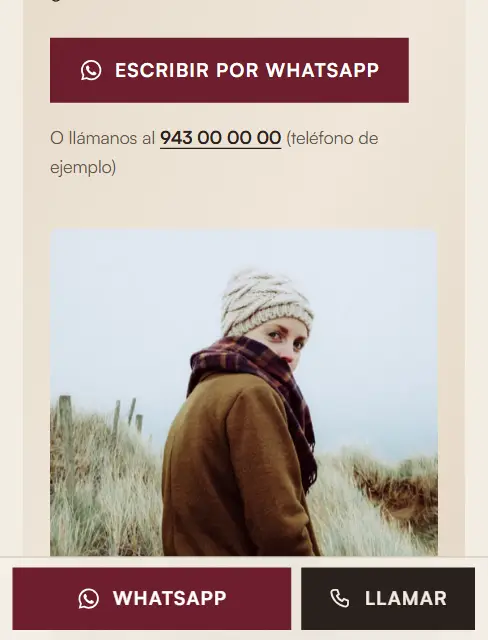 ESCRIBIR POR WHATSAPP
O llámanos al 943 00 00 00 (teléfono de
ejemplo)
WHATSAPP
LLAMAR